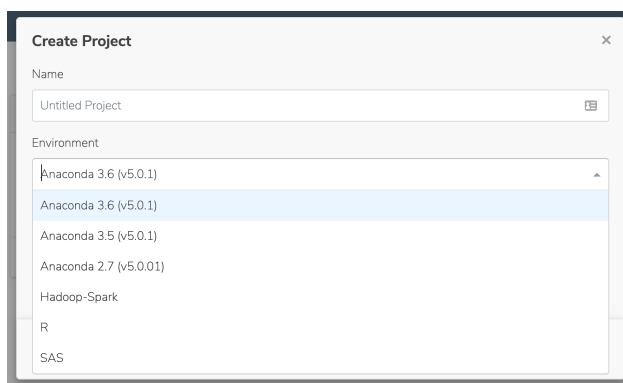 Create Project
×
Name
Untitled Project
Environment
Anaconda 3.6 (v5.0.1)
Anaconda 3.6 (v5.0.1)
Anaconda 3.5 (v5.0.1)
Anaconda 2.7 (v5.0.01)
Hadoop-Spark
R
SAS